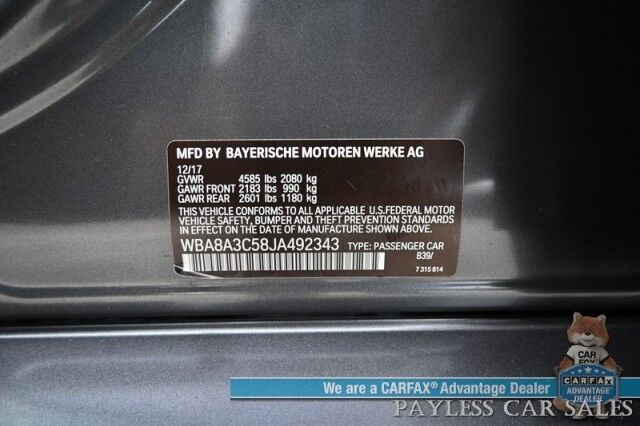 MFD BY BAYERISCHE MOTOREN WERKE AG
12/17
GVWR 4585 lbs 2080 kg
GAWR FRONT 2183 lbs 990 kg
GAWR REAR 2601 lbs 1180 kg
THIS VEHICLE CONFORMS TO ALL APPLICABLE U.S.FEDERAL MOTOR
VEHICLE SAFETY, BUMPER AND THEFT PREVENTION STANDARDS
IN EFFECT ON THE DATE OF MANUFACTURE SHOWN ABOVE.
WBA8A3C58JA492343 TYPE: PASSENGER CAR
B39/
7 315 814
CAR
FOX
We are a CARFAX® Advantage Dealer
CARFAX
ADVANTAGE
DEALER
PAYLESS CAR SALES